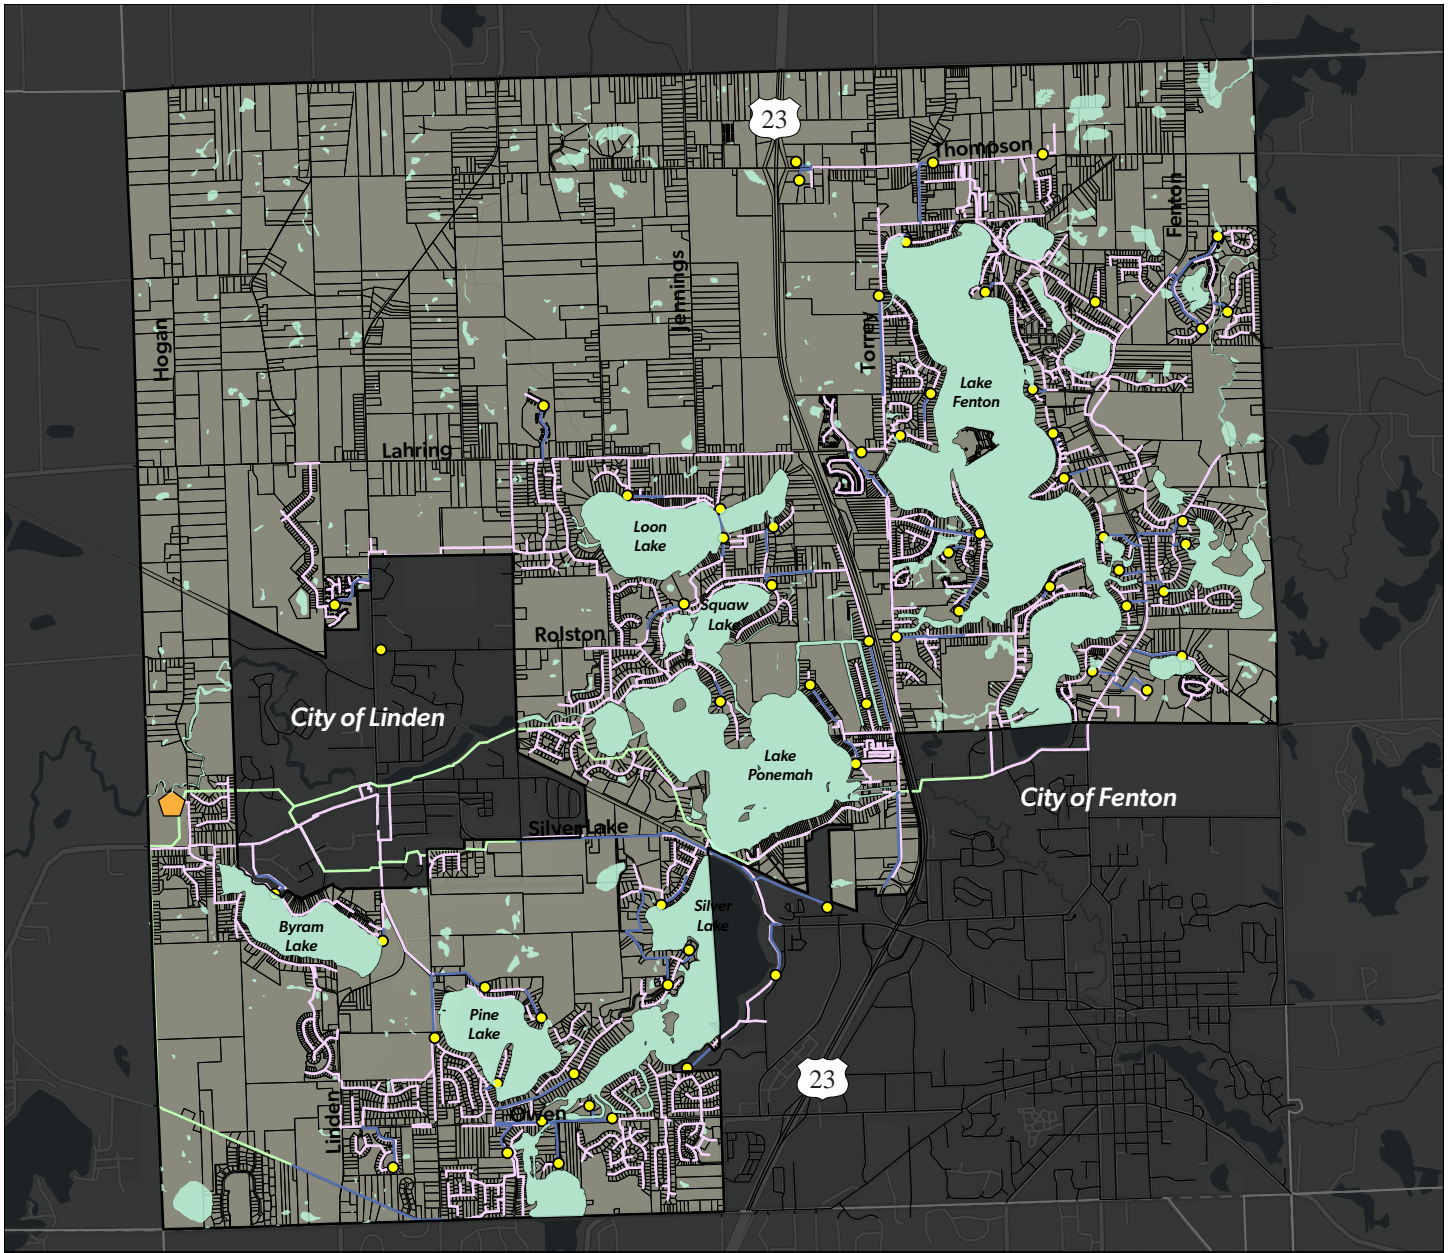 23
Thompson
Fenton
Jennings
Hogan
Torrey
Lake
Fenton
Lahring
Loon
Lake
Squaw
Lake
Rolston
City of Linden
Lake
Ponemah
City of Fenton
Silver Lake
Silver
Lake
Byram
Lake
Pine
Lake
23
Linden
Owen